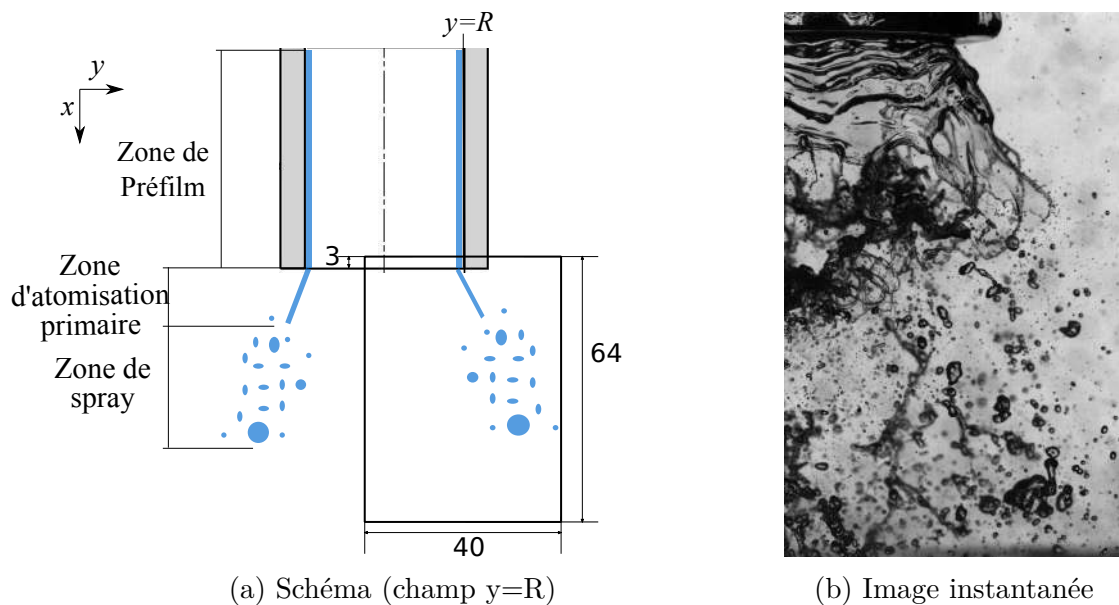 y=R
y
x
Zone de
Préfilm
3
Zone
d'atomisation
primaire
Zone de
spray
64
40
(a) Schéma (champ y=R)
(b) Image instantanée